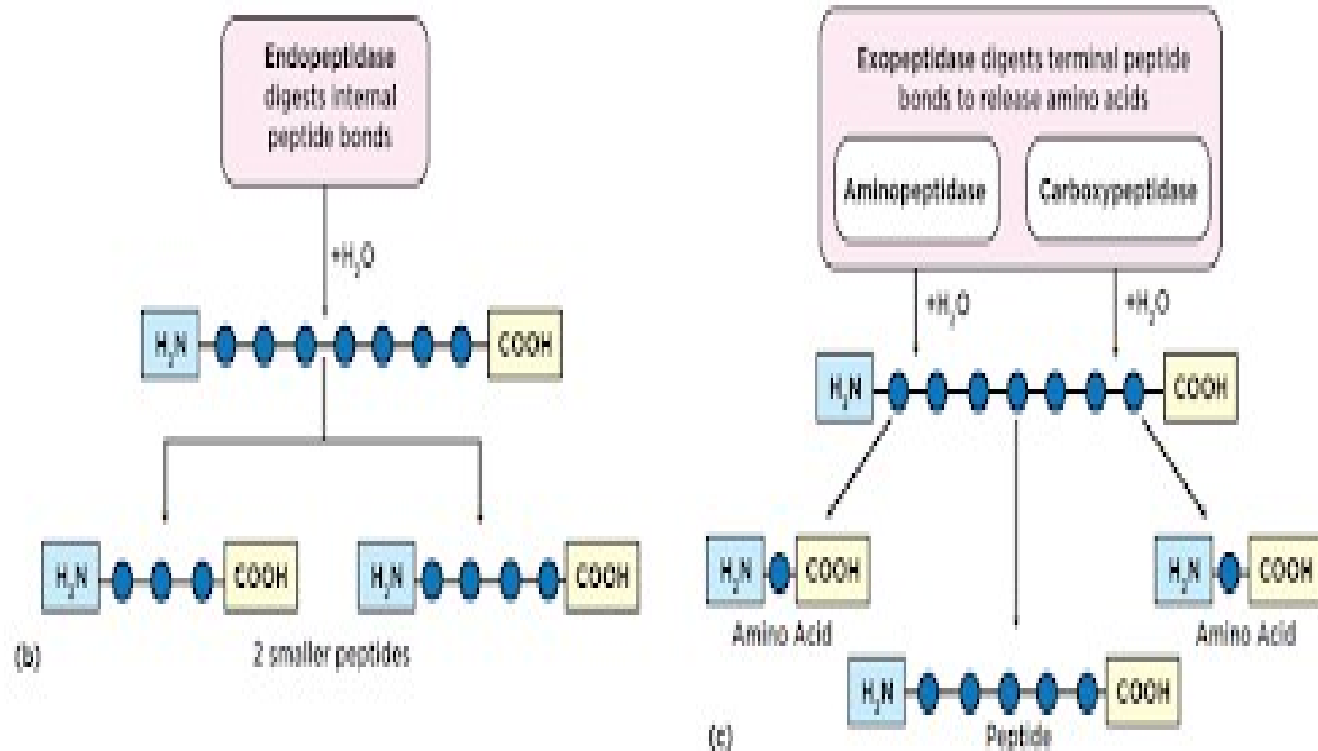 Endopeptidase
digests internal
peptide bonds
+H₂O
H₂N
COOH
H₂N
COOH
H₂N
COOH
(b)
2 smaller peptides
Exopeptidase digests terminal peptide
bonds to release amino acids
Aminopeptidase
Carboxypeptidase
+H₂O
+H₂O
H₂N
COOH
H₂N
COOH
Amino Acid
H₂N
COOH
Amino Acid
H₂N
COOH
Peptide
(c)